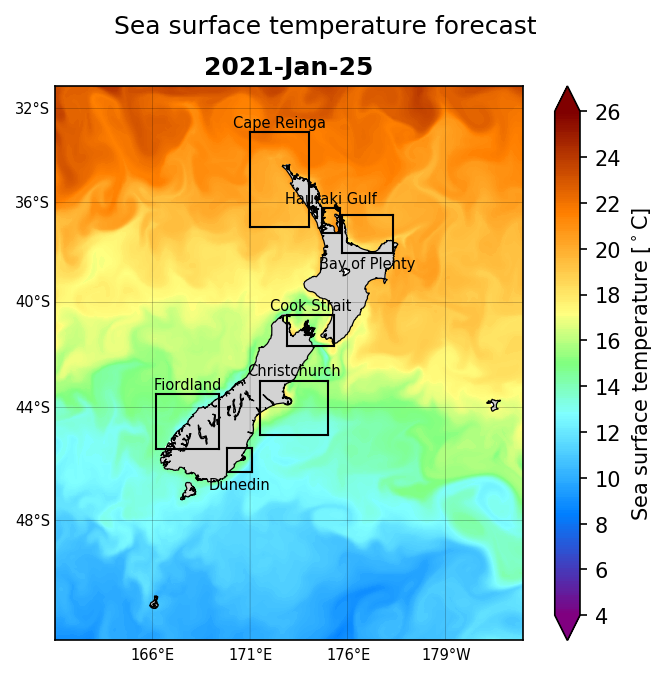 Sea surface temperature forecast
2021-Jan-25
32°S
36°S
40°S
44°S
48°S
166°E
171°E
176°E
179°W
Cape Reinga
Hauraki Gulf
Bay of Plenty
Cook Strait
Christchurch
Fiordland
Dunedin
26
24
22
20
18
16
14
12
10
8
6
4
Sea surface temperature [°C]